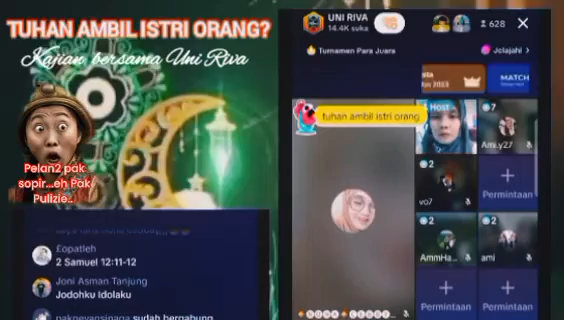 TUHAN AMBIL ISTRI ORANG?
Kajian bersama Uni Riva
Pelan2 pak
sopir...eh Pak
Pulizie..
£opatleh
2 Samuel 12:11-12
Joni Asman Tanjung
Jodohku Idolaku
sudah bergabung
UNI RIVA
14.4K suka
628
Turnamen Para Juara
Jelajahi >
MATCH
tuhan ambil istri orang
Host
7
Ami.y27
2
vo7
Permintaan
2
AmmHa...
2
ami
Permintaan
Permintaan